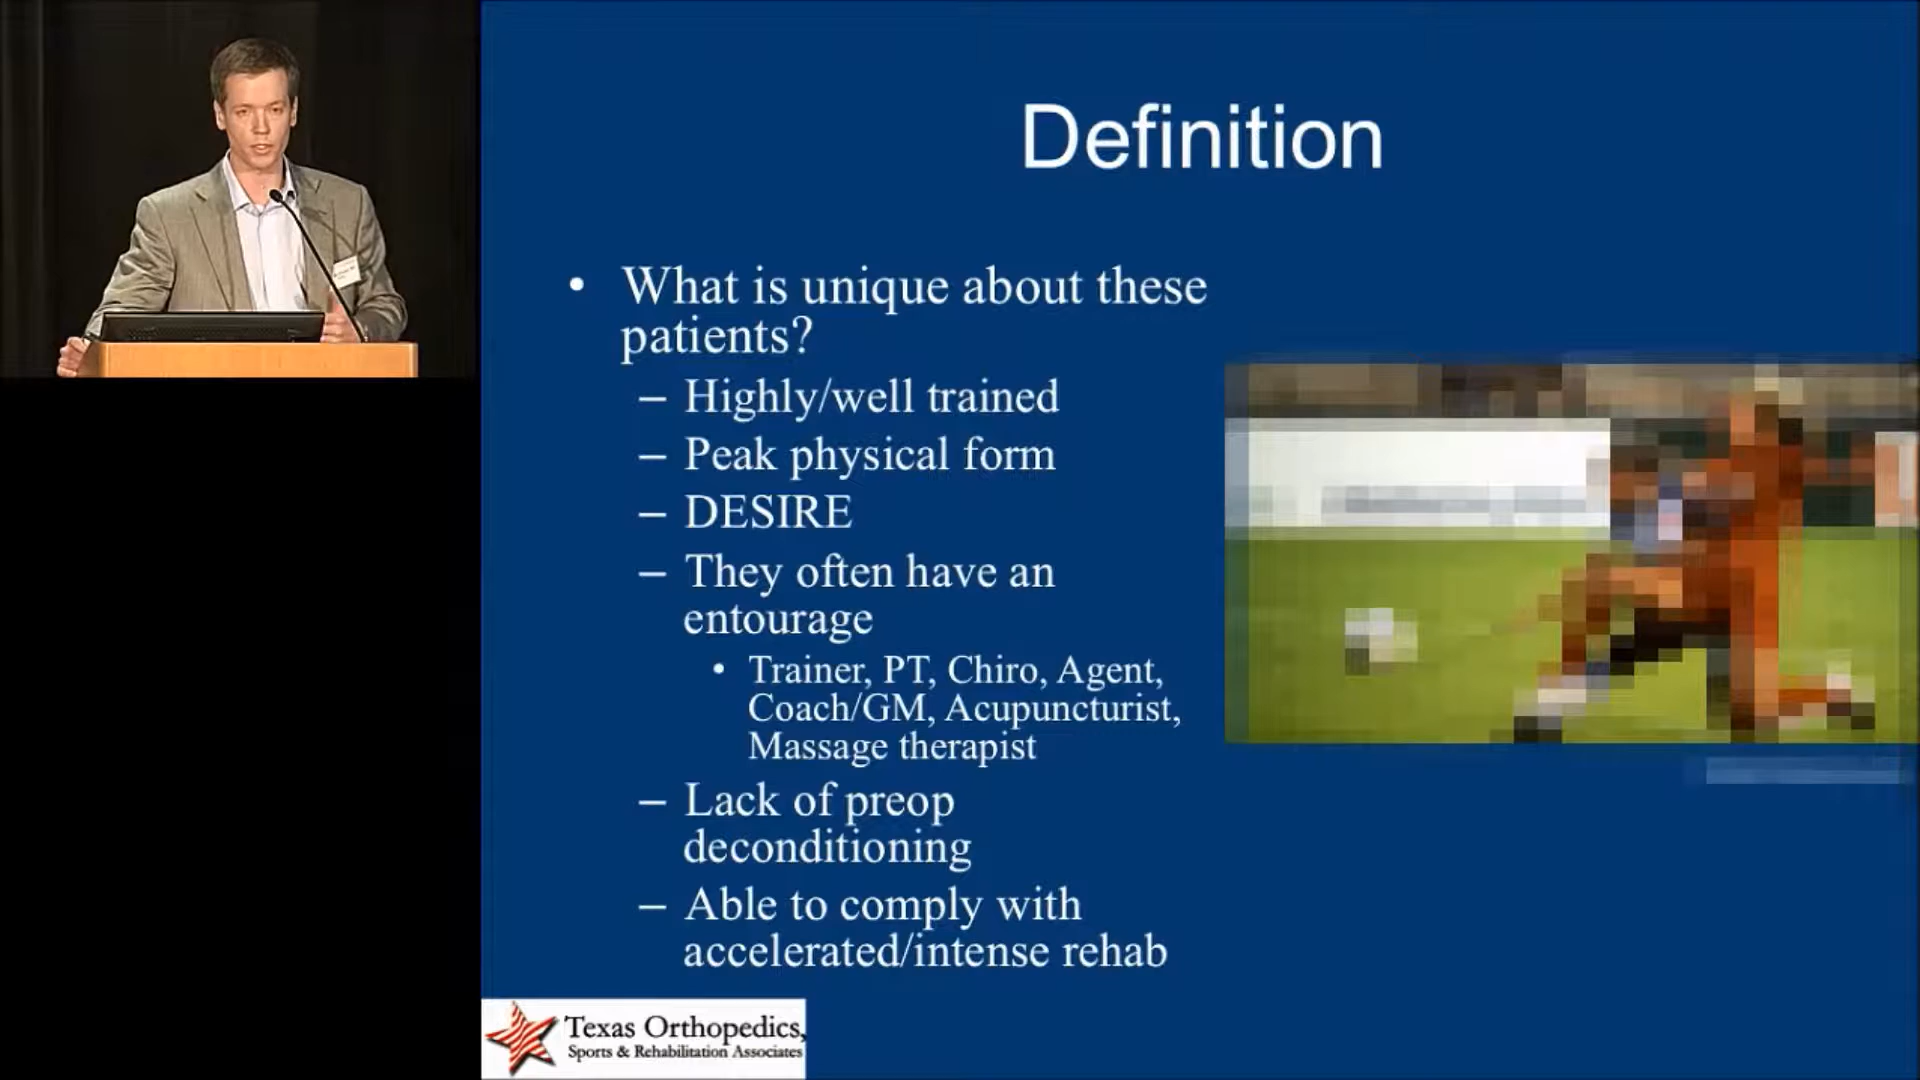 Definition
• What is unique about these
patients?
– Highly/well trained
– Peak physical form
– DESIRE
– They often have an
entourage
• Trainer, PT, Chiro, Agent,
Coach/GM, Acupuncturist,
Massage therapist
– Lack of preop
deconditioning
– Able to comply with
accelerated/intense rehab
Texas Orthopedics,
Sports & Rehabilitation Associates